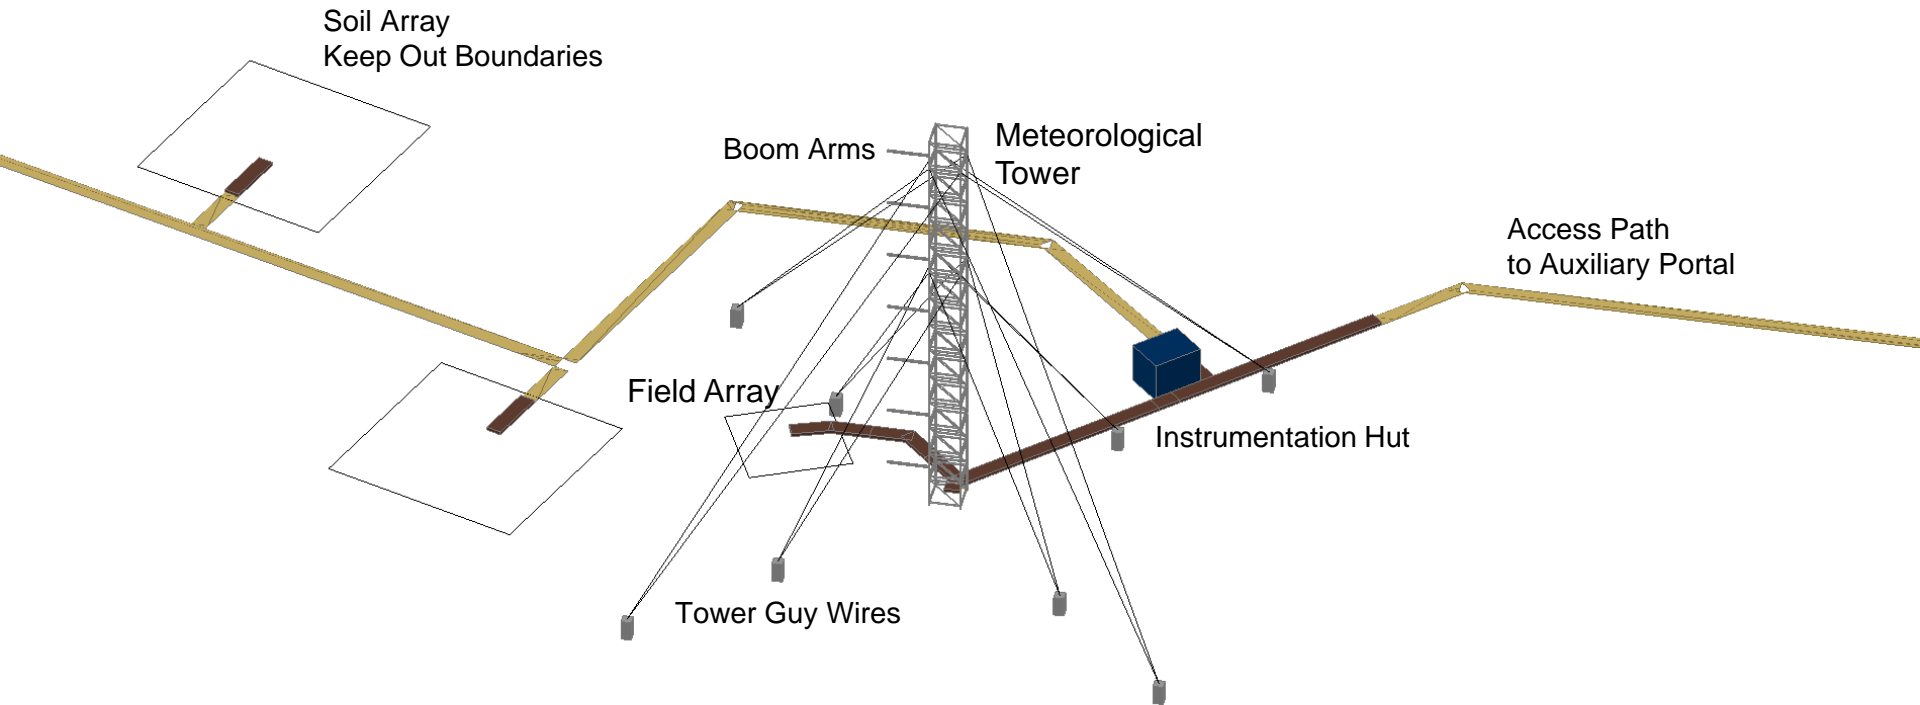 Soil Array
Keep Out Boundaries
Boom Arms
Meteorological
Tower
Access Path
to Auxiliary Portal
Field Array
Instrumentation Hut
Tower Guy Wires